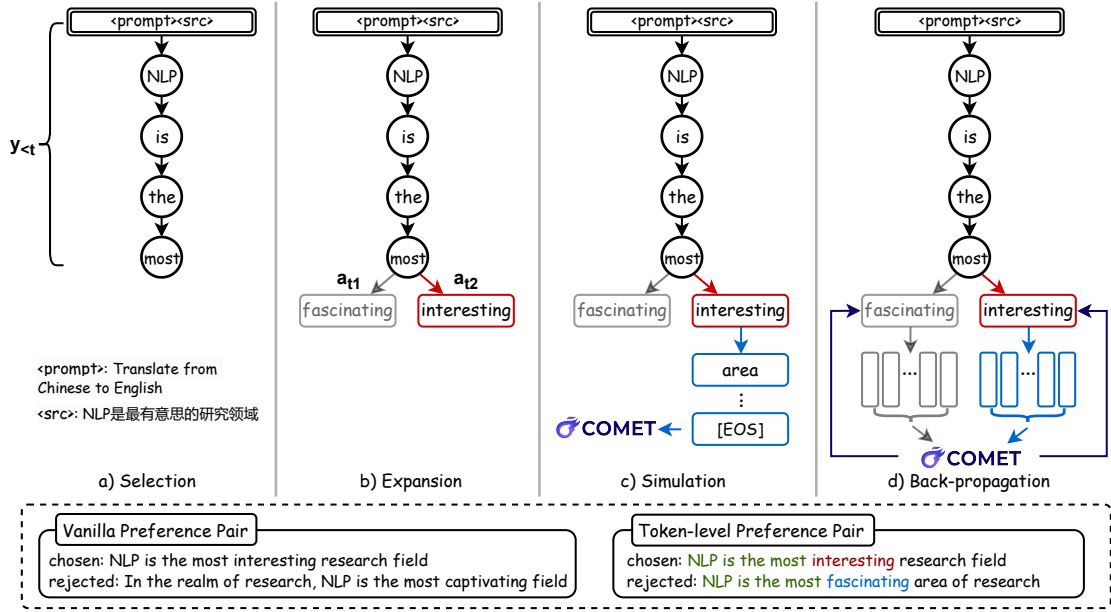 <prompt><src>
NLP
is
the
most
y<t
<prompt>: Translate from
Chinese to English
<src>: NLP是最有意思的研究领域
a) Selection
<prompt><src>
NLP
is
the
most
at1
at2
fascinating
interesting
b) Expansion
<prompt><src>
NLP
is
the
most
fascinating
interesting
area
⋮
[EOS]
COMET
c) Simulation
<prompt><src>
NLP
is
the
most
fascinating
interesting
...
...
COMET
d) Back-propagation
Vanilla Preference Pair
chosen: NLP is the most interesting research field
rejected: In the realm of research, NLP is the most captivating field
Token-level Preference Pair
chosen: NLP is the most interesting research field
rejected: NLP is the most fascinating area of research